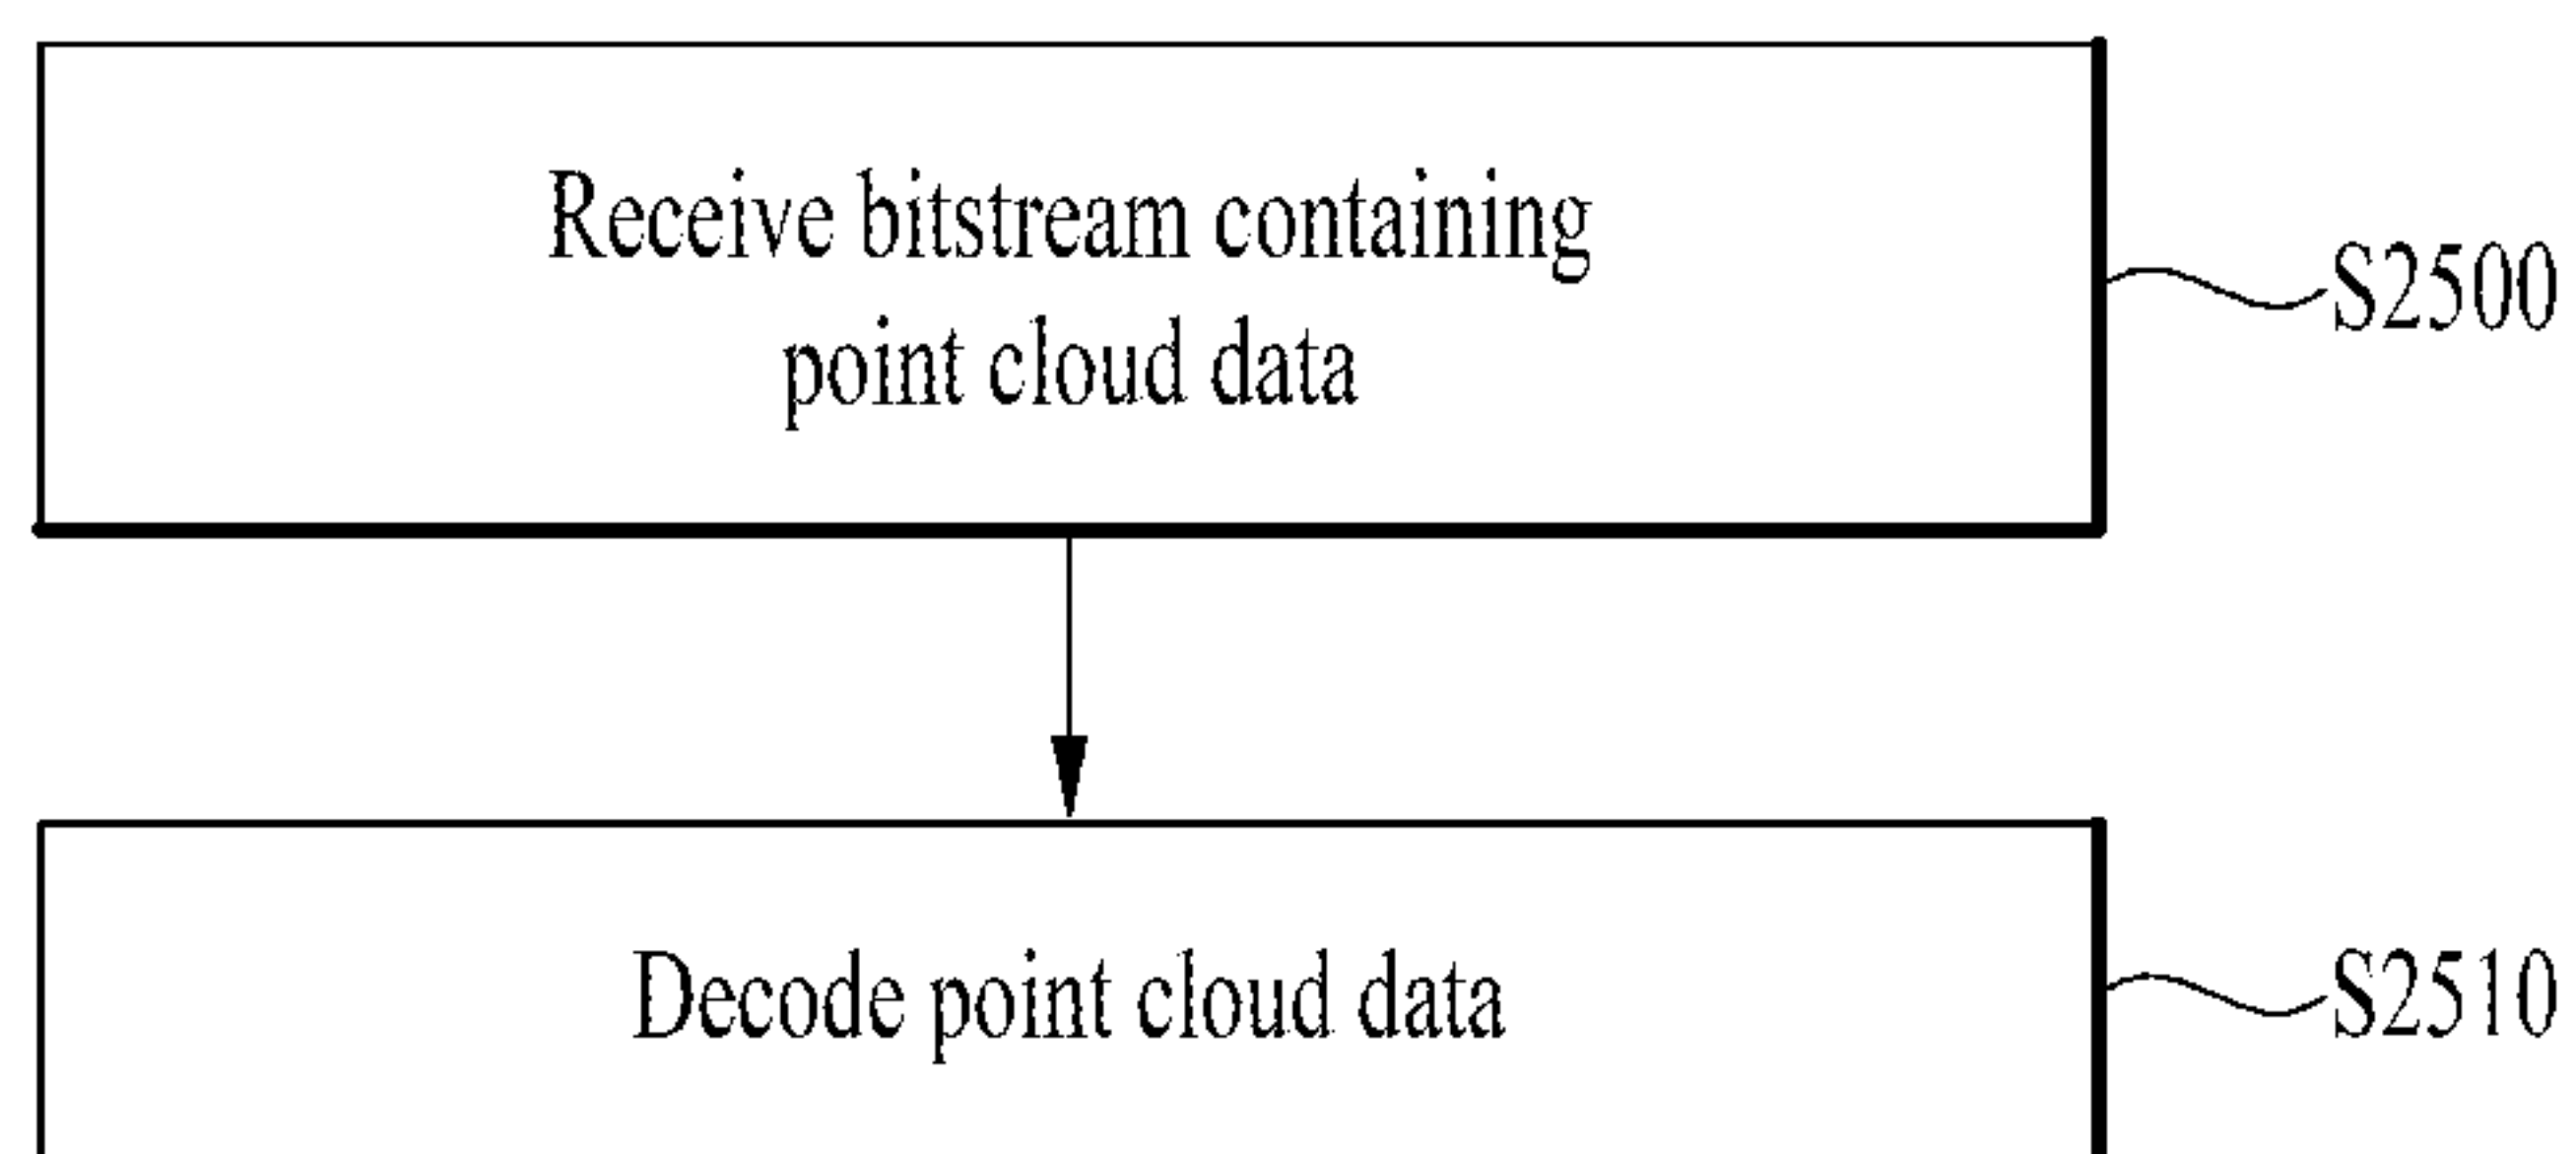 Receive bitstream containing
point cloud data
S2500
Decode point cloud data
S2510